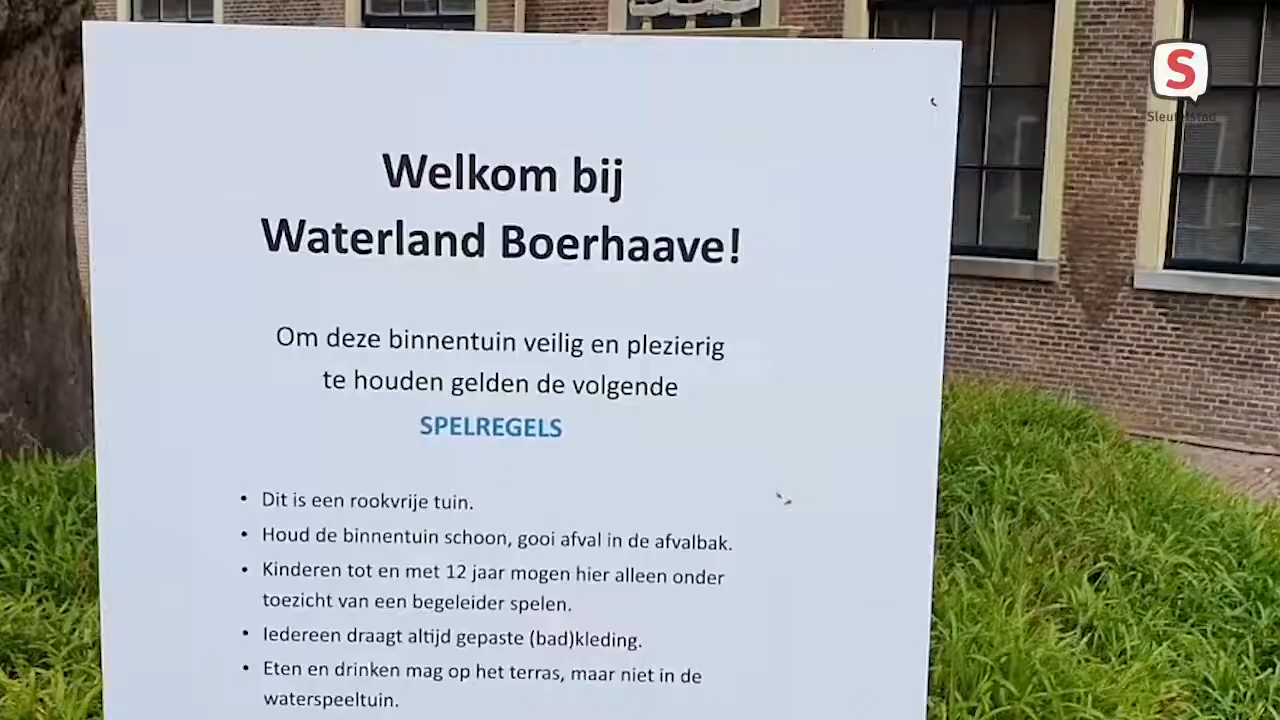 S
Sleutelstad
Welkom bij
Waterland Boerhaave!
Om deze binnentuin veilig en plezierig
te houden gelden de volgende
SPELREGELS
• Dit is een rookvrije tuin.
• Houd de binnentuin schoon, gooi afval in de afvalbak.
• Kinderen tot en met 12 jaar mogen hier alleen onder
toezicht van een begeleider spelen.
• Iedereen draagt altijd gepaste (bad)kleding.
• Eten en drinken mag op het terras, maar niet in de
waterspeeltuin.